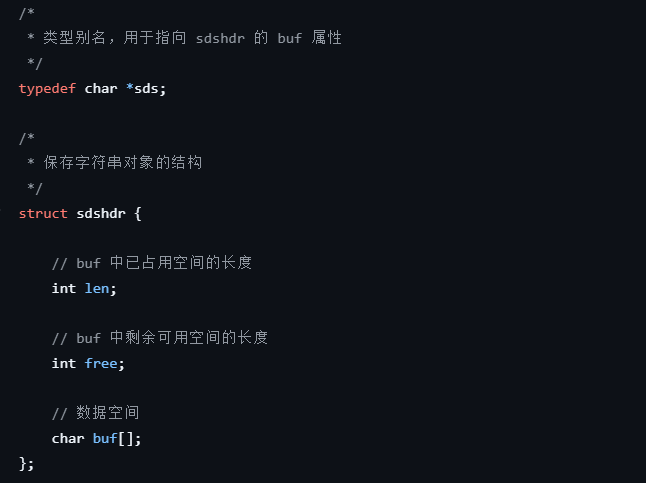 /*
 * 类型别名，用于指向 sdshdr 的 buf 属性
 */
typedef char *sds;

/*
 * 保存字符串对象的结构
 */
struct sdshdr {

    // buf 中已占用空间的长度
    int len;

    // buf 中剩余可用空间的长度
    int free;

    // 数据空间
    char buf[];
};